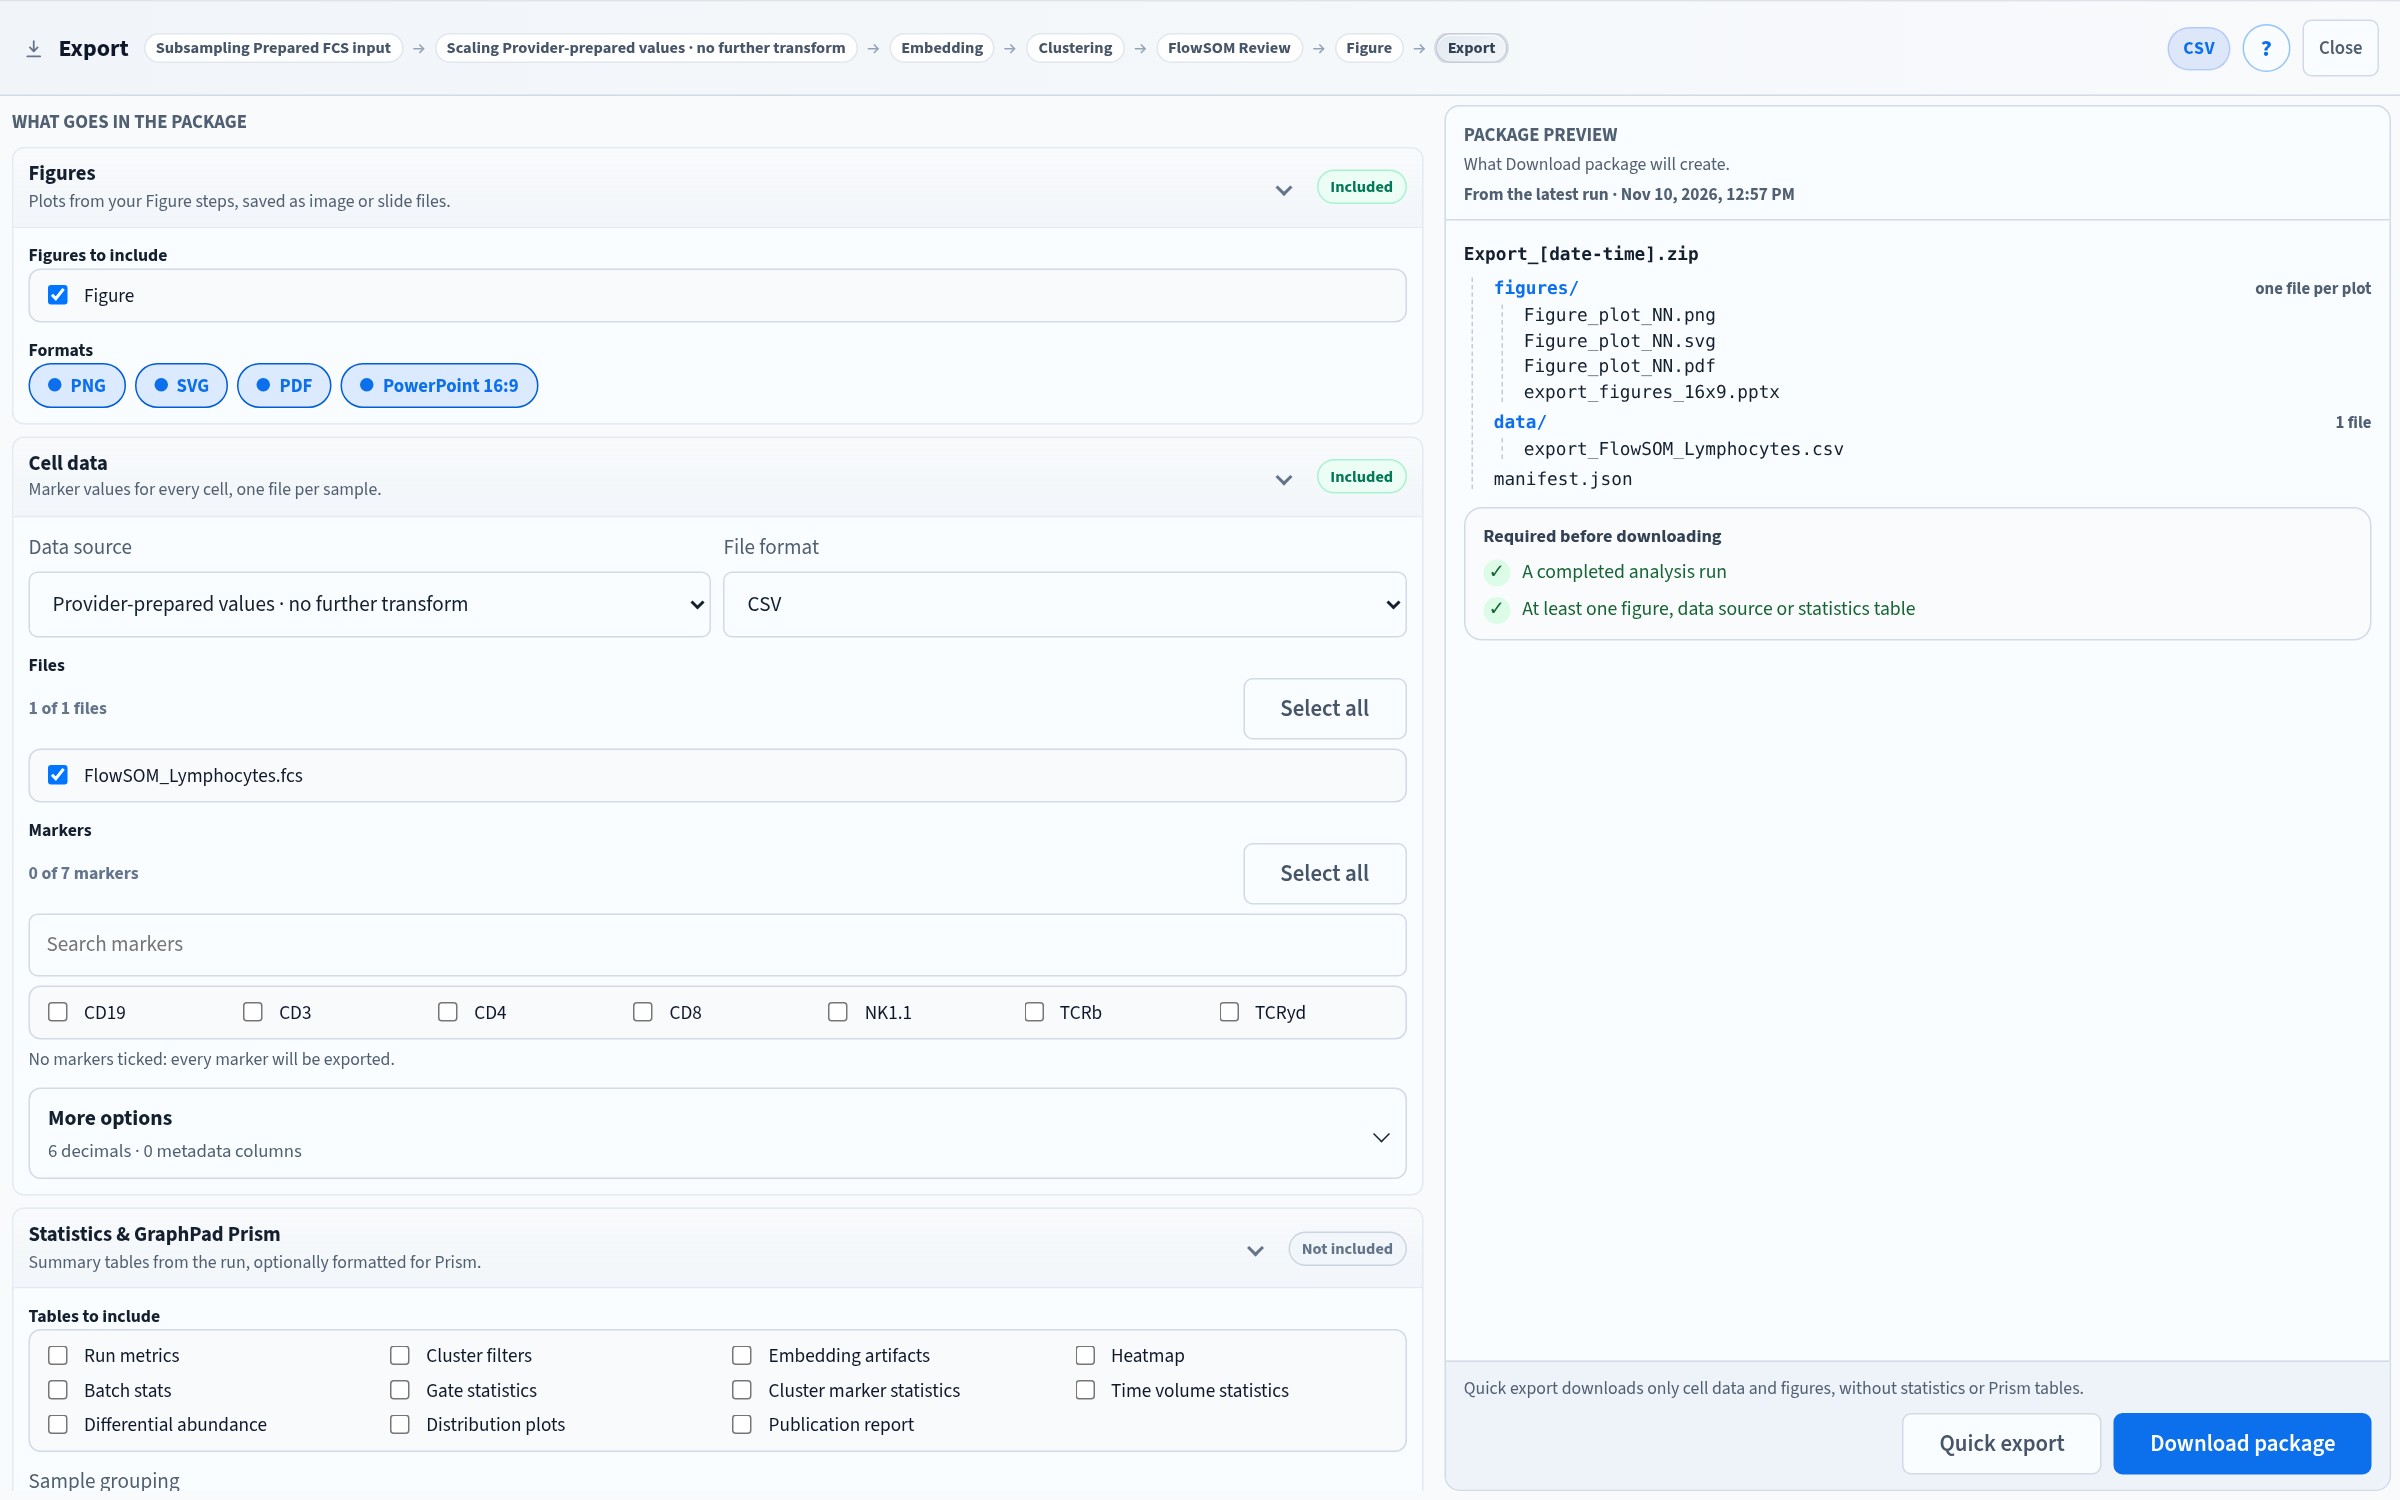 Export
Subsampling Prepared FCS input → Scaling Provider-prepared values · no further transform → Embedding → Clustering → FlowSOM Review → Figure → Export
CSV
?
Close
WHAT GOES IN THE PACKAGE
Figures
Plots from your Figure steps, saved as image or slide files.
Included
Figures to include
Figure
Formats
PNG SVG PDF PowerPoint 16:9
Cell data
Marker values for every cell, one file per sample.
Included
Data source
File format
Provider-prepared values · no further transform
CSV
Files
1 of 1 files
Select all
FlowSOM_Lymphocytes.fcs
Markers
0 of 7 markers
Select all
Search markers
CD19 CD3 CD4 CD8 NK1.1 TCRb TCRyd
No markers ticked: every marker will be exported.
More options
6 decimals · 0 metadata columns
Statistics & GraphPad Prism
Summary tables from the run, optionally formatted for Prism.
Not included
Tables to include
Run metrics Cluster filters Embedding artifacts Heatmap
Batch stats Gate statistics Cluster marker statistics Time volume statistics
Differential abundance Distribution plots Publication report
Sample grouping
PACKAGE PREVIEW
What Download package will create.
From the latest run · Nov 10, 2026, 12:57 PM
Export_[date-time].zip
figures/ one file per plot
Figure_plot_NN.png
Figure_plot_NN.svg
Figure_plot_NN.pdf
export_figures_16x9.pptx
data/ 1 file
export_FlowSOM_Lymphocytes.csv
manifest.json
Required before downloading
✓ A completed analysis run
✓ At least one figure, data source or statistics table
Quick export downloads only cell data and figures, without statistics or Prism tables.
Quick export
Download package